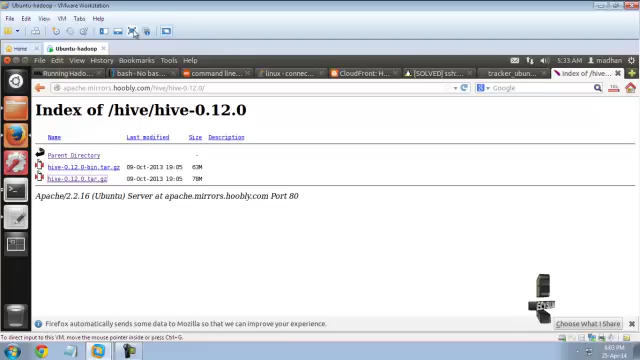 Ubuntu-hadoop - VMware Workstation
File Edit View VM Tabs Help
Home Ubuntu-hadoop
File Edit View History Bookmarks Tools Help 5:33 AM madhan
Running Hado... bash - No bas... command line... linux - connec... CloudFront: H... [SOLVED] ssh:... tracker_ubun... Index of /hiv...
apache.mirrors.hoobly.com/hive/hive-0.12.0/ Google
Index of /hive/hive-0.12.0
Name Last modified Size Description
Parent Directory -
hive-0.12.0-bin.tar.gz 09-Oct-2013 19:05 63M
hive-0.12.0.tar.gz 09-Oct-2013 19:05 78M
Apache/2.2.16 (Ubuntu) Server at apache.mirrors.hoobly.com Port 80
Firefox automatically sends some data to Mozilla so that we can improve your experience. Choose What I Share
To direct input to this VM, move the mouse pointer inside or press Ctrl+G.
6:03 PM
25-Apr-14